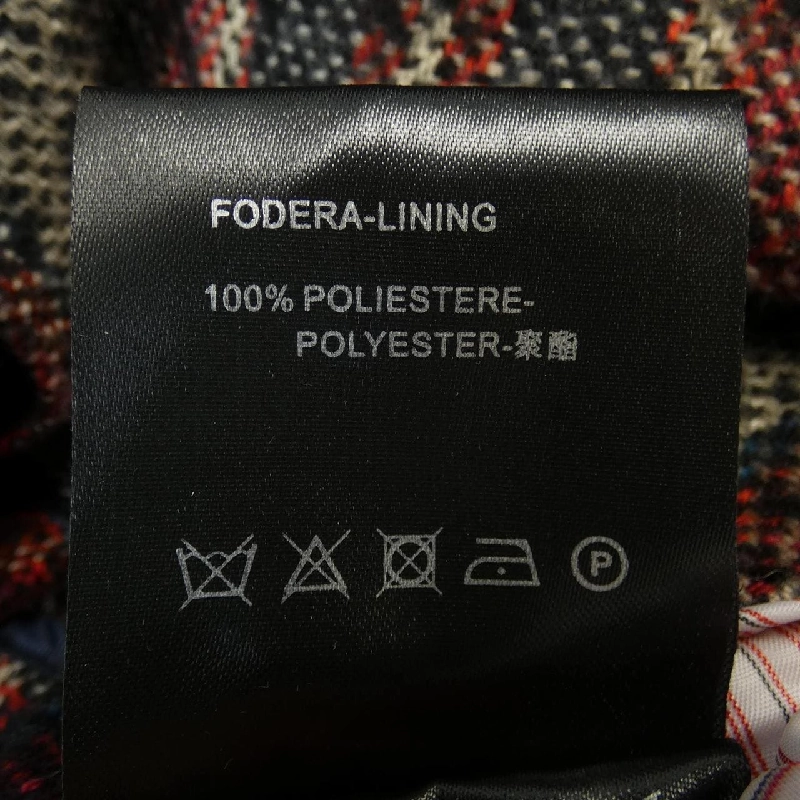 FODERA-LINING
100% POLIESTERE-
POLYESTER-聚酯
P